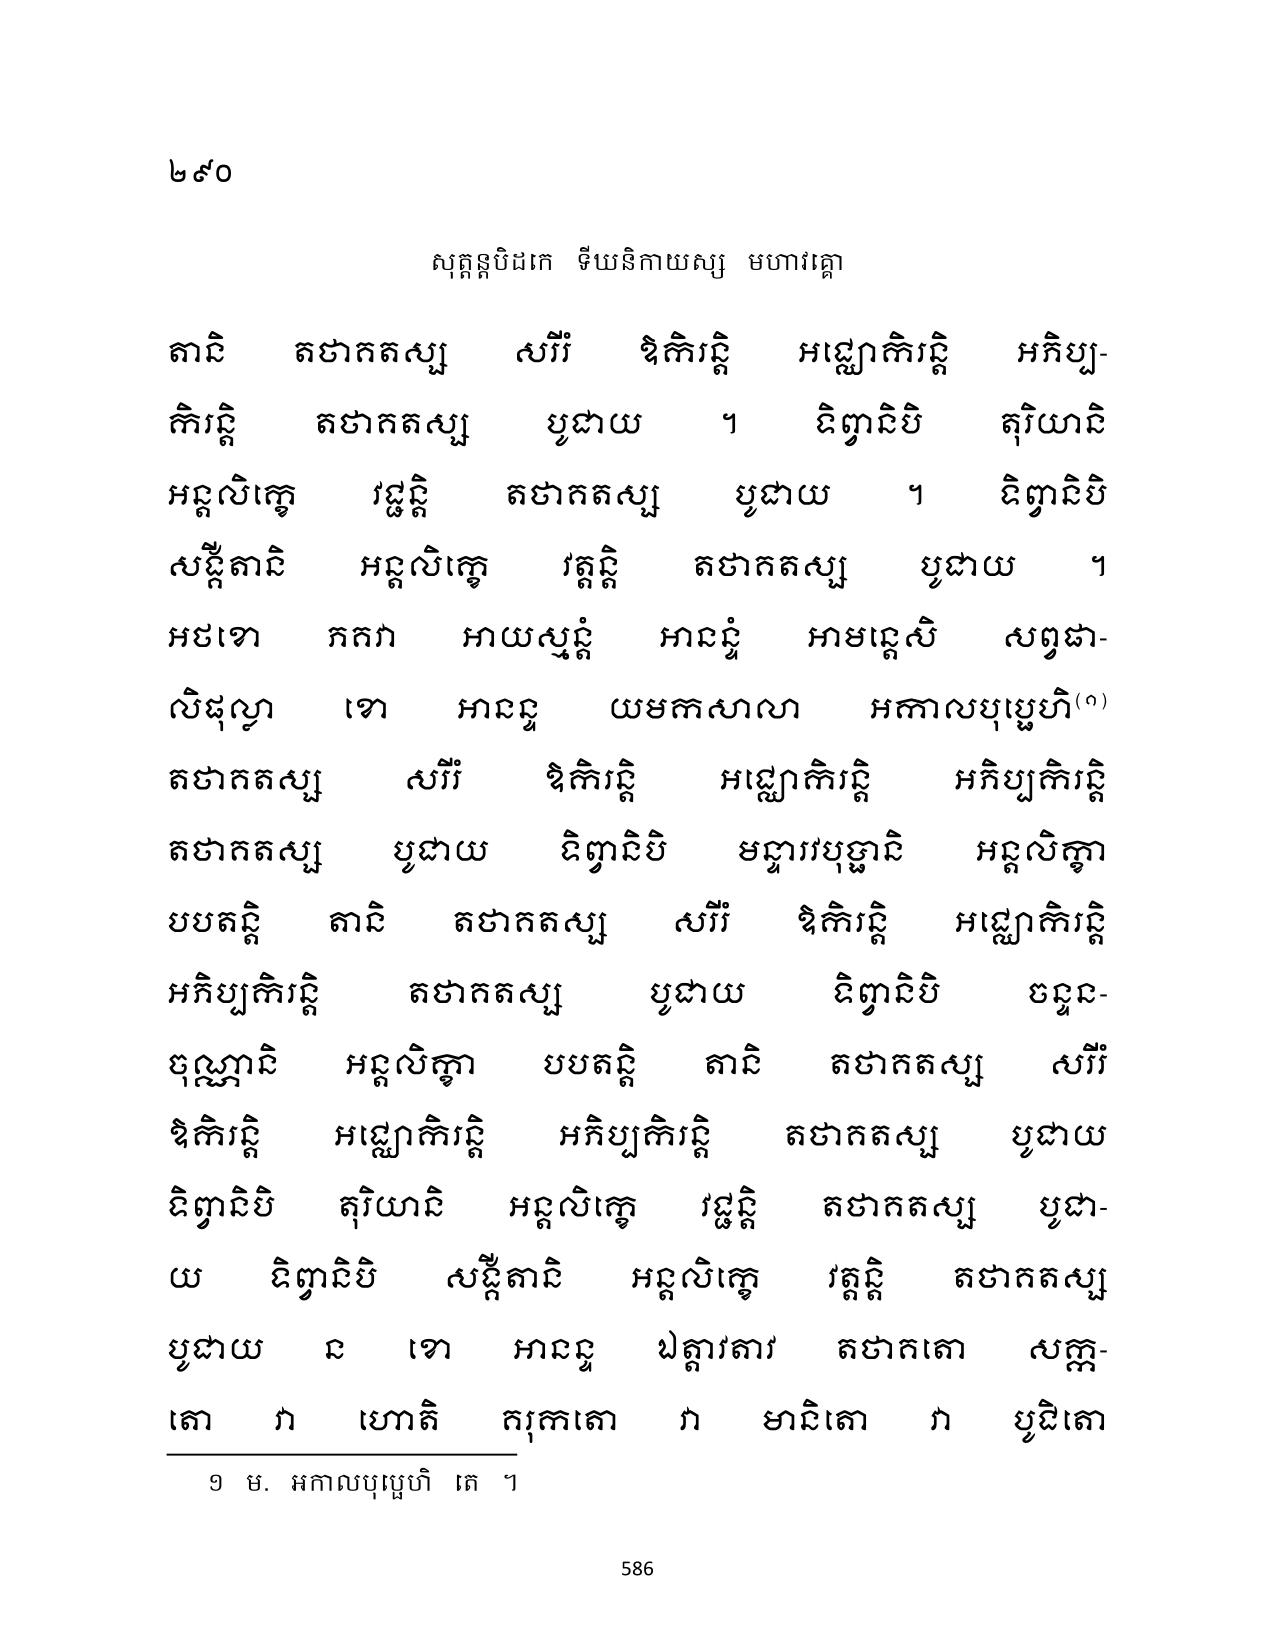 ២៩០
សុត្តន្តបិដកេ ទីឃនិកាយស្ស មហាវគ្គោ
តានិ តថាគតស្ស សរីរំ ឱកិរន្តិ អជ្ឈោកិរន្តិ អភិប្ប-
កិរន្តិ តថាគតស្ស បូជាយ ។ ទិព្វានិបិ តុរិយានិ
អន្តលិក្ខេ វជ្ជន្តិ តថាគតស្ស បូជាយ ។ ទិព្វានិបិ
សង្គីតានិ អន្តលិក្ខេ វត្តន្តិ តថាគតស្ស បូជាយ ។
អថខោ ភគវា អាយស្មន្តំ អានន្ទំ អាមន្តេសិ សព្វផា-
លិផុល្លា ខោ អានន្ទ យមកសាលា អកាលបុប្ផេហិ(១)
តថាគតស្ស សរីរំ ឱកិរន្តិ អជ្ឈោកិរន្តិ អភិប្បកិរន្តិ
តថាគតស្ស បូជាយ ទិព្វានិបិ មន្ទារវបុប្ផានិ អន្តលិក្ខា
បបតន្តិ តានិ តថាគតស្ស សរីរំ ឱកិរន្តិ អជ្ឈោកិរន្តិ
អភិប្បកិរន្តិ តថាគតស្ស បូជាយ ទិព្វានិបិ ចន្ទន-
ចុណ្ណានិ អន្តលិក្ខា បបតន្តិ តានិ តថាគតស្ស សរីរំ
ឱកិរន្តិ អជ្ឈោកិរន្តិ អភិប្បកិរន្តិ តថាគតស្ស បូជាយ
ទិព្វានិបិ តុរិយានិ អន្តលិក្ខេ វជ្ជន្តិ តថាគតស្ស បូជា-
យ ទិព្វានិបិ សង្គីតានិ អន្តលិក្ខេ វត្តន្តិ តថាគតស្ស
បូជាយ ន ខោ អានន្ទ ឯត្តាវតាវ តថាគតោ សក្ក-
តោ វា ហោតិ គរុកតោ វា មានិតោ វា បូជិតោ
១ ម. អកាលបុប្ផេហិ តេ ។
586